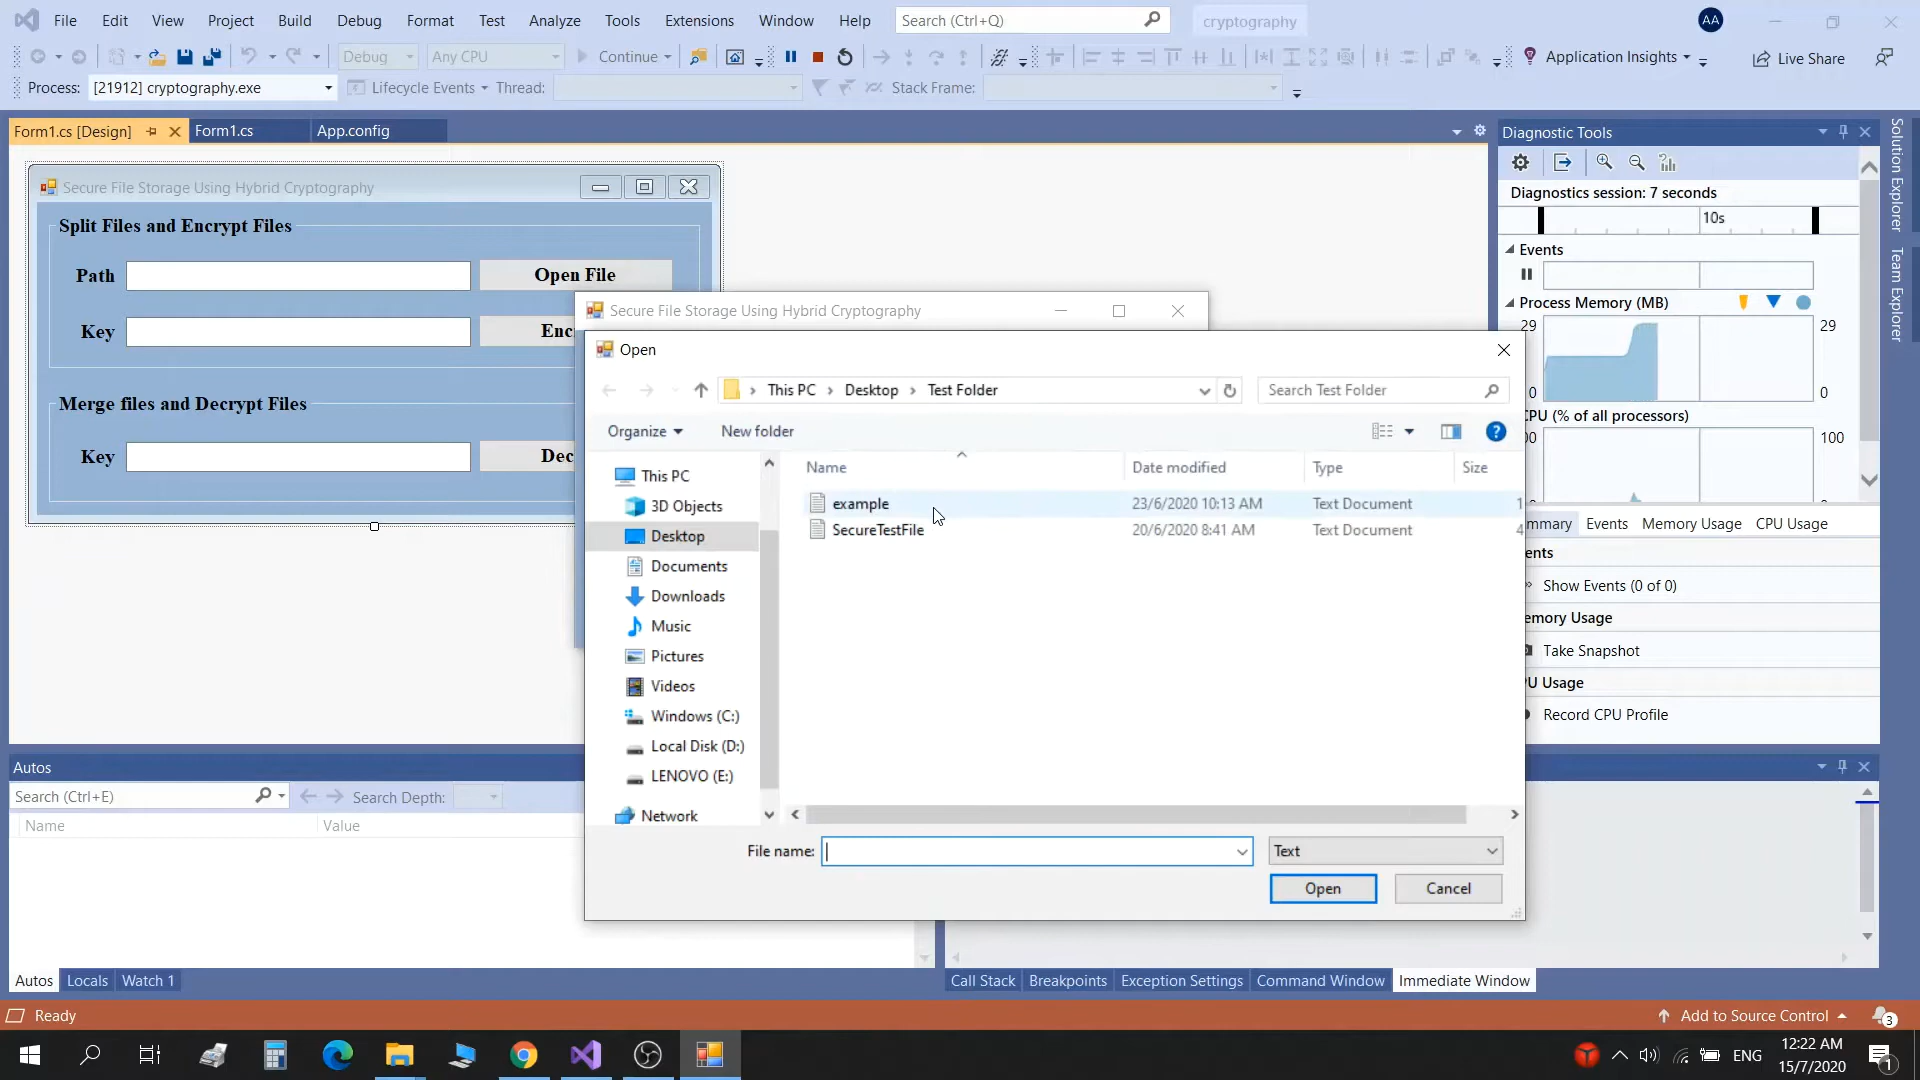 File Edit View Project Build Debug Format Test Analyze Tools Extensions Window Help Search (Ctrl+Q) cryptography AA
Debug Any CPU Continue Application Insights Live Share
Process: [21912] cryptography.exe Lifecycle Events Thread: Stack Frame:
Form1.cs [Design] Form1.cs App.config
Diagnostic Tools
Solution Explorer
Team Explorer
Diagnostics session: 7 seconds
10s
Events
Process Memory (MB)
29 29
0 0
CPU (% of all processors)
100
Summary Events Memory Usage CPU Usage
Show Events (0 of 0)
Take Snapshot
Record CPU Profile
Secure File Storage Using Hybrid Cryptography
Split Files and Encrypt Files
Path Open File
Key Enc
Merge files and Decrypt Files
Key Dec
Secure File Storage Using Hybrid Cryptography
Open
This PC Desktop Test Folder Search Test Folder
Organize New folder
Name Date modified Type Size
example 23/6/2020 10:13 AM Text Document 1
SecureTestFile 20/6/2020 8:41 AM Text Document 4
This PC
3D Objects
Desktop
Documents
Downloads
Music
Pictures
Videos
Windows (C:)
Local Disk (D:)
LENOVO (E:)
Network
File name: Text
Open Cancel
Autos
Search (Ctrl+E) Search Depth:
Name Value
Autos Locals Watch 1
Call Stack Breakpoints Exception Settings Command Window Immediate Window
Ready Add to Source Control 3
ENG 12:22 AM
15/7/2020 1